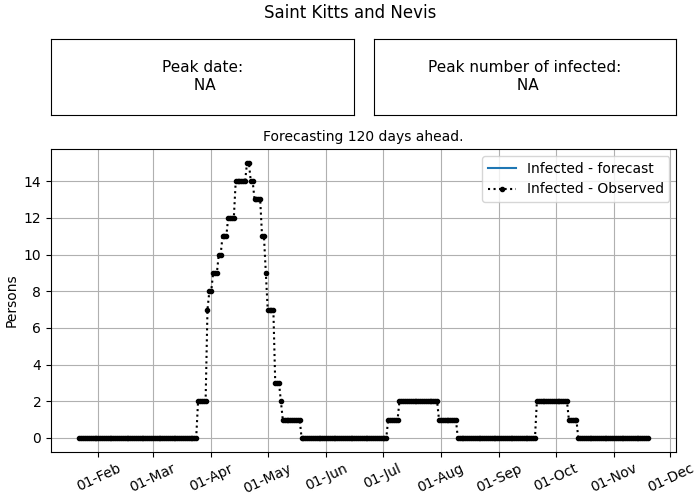 Saint Kitts and Nevis
Peak date:
NA
Peak number of infected:
NA
Forecasting 120 days ahead.
Infected - forecast
Infected - Observed
Persons
14
12
10
8
6
4
2
0
01-Feb
01-Mar
01-Apr
01-May
01-Jun
01-Jul
01-Aug
01-Sep
01-Oct
01-Nov
01-Dec